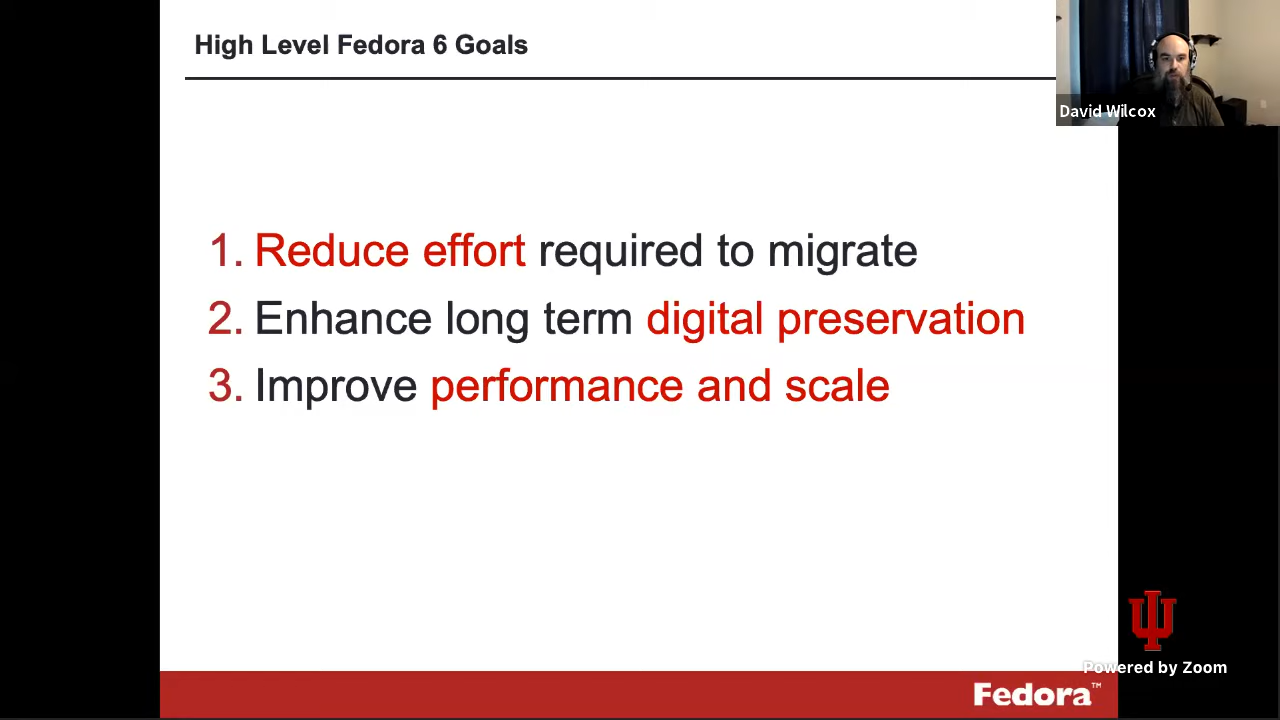 High Level Fedora 6 Goals
David Wilcox
1. Reduce effort required to migrate
2. Enhance long term digital preservation
3. Improve performance and scale
Powered by Zoom
Fedora™